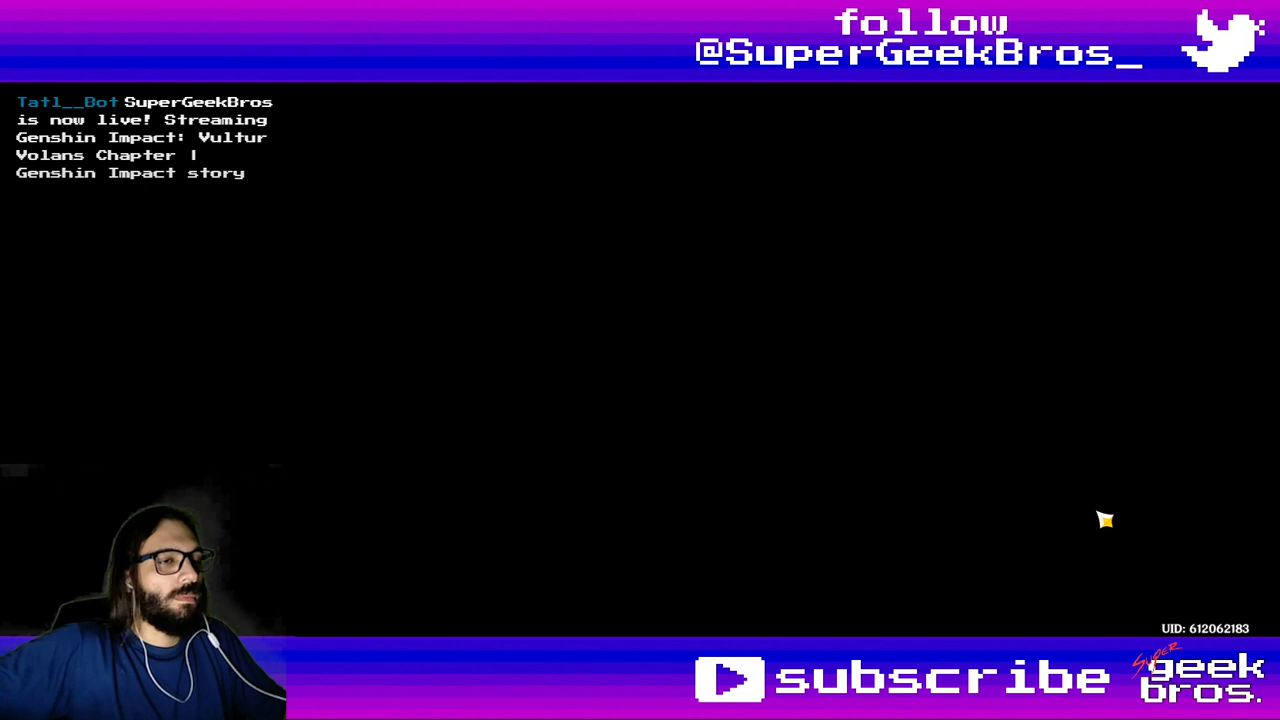 follow
@SuperGeekBros_
Tatl__Bot SuperGeekBros
is now live! Streaming
Genshin Impact: Vultur
Volans Chapter |
Genshin Impact story
UID: 612062183
subscribe
SUPER
geek
bros.